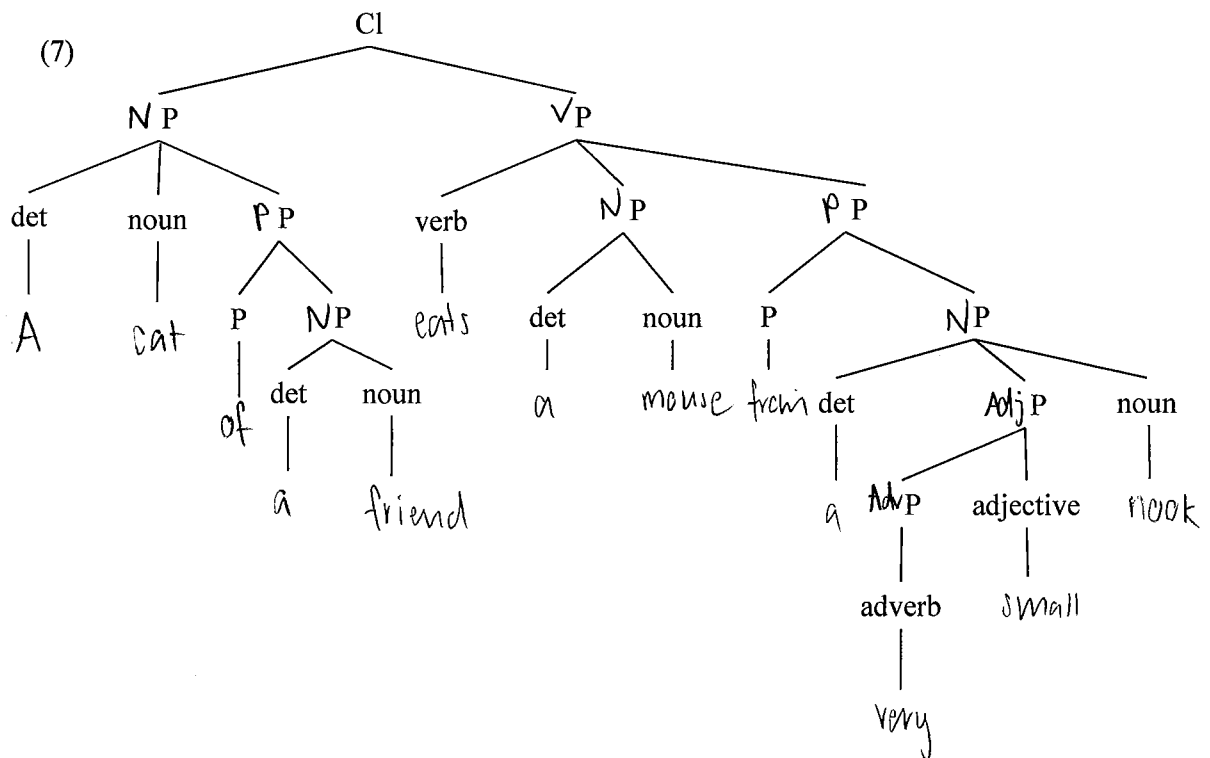 Cl
(7)
NP VP
det noun PP verb NP PP
A cat P NP eats det noun P NP
of det noun a mouse from det AdjP noun
a friend a AdvP adjective nook
adverb small
very